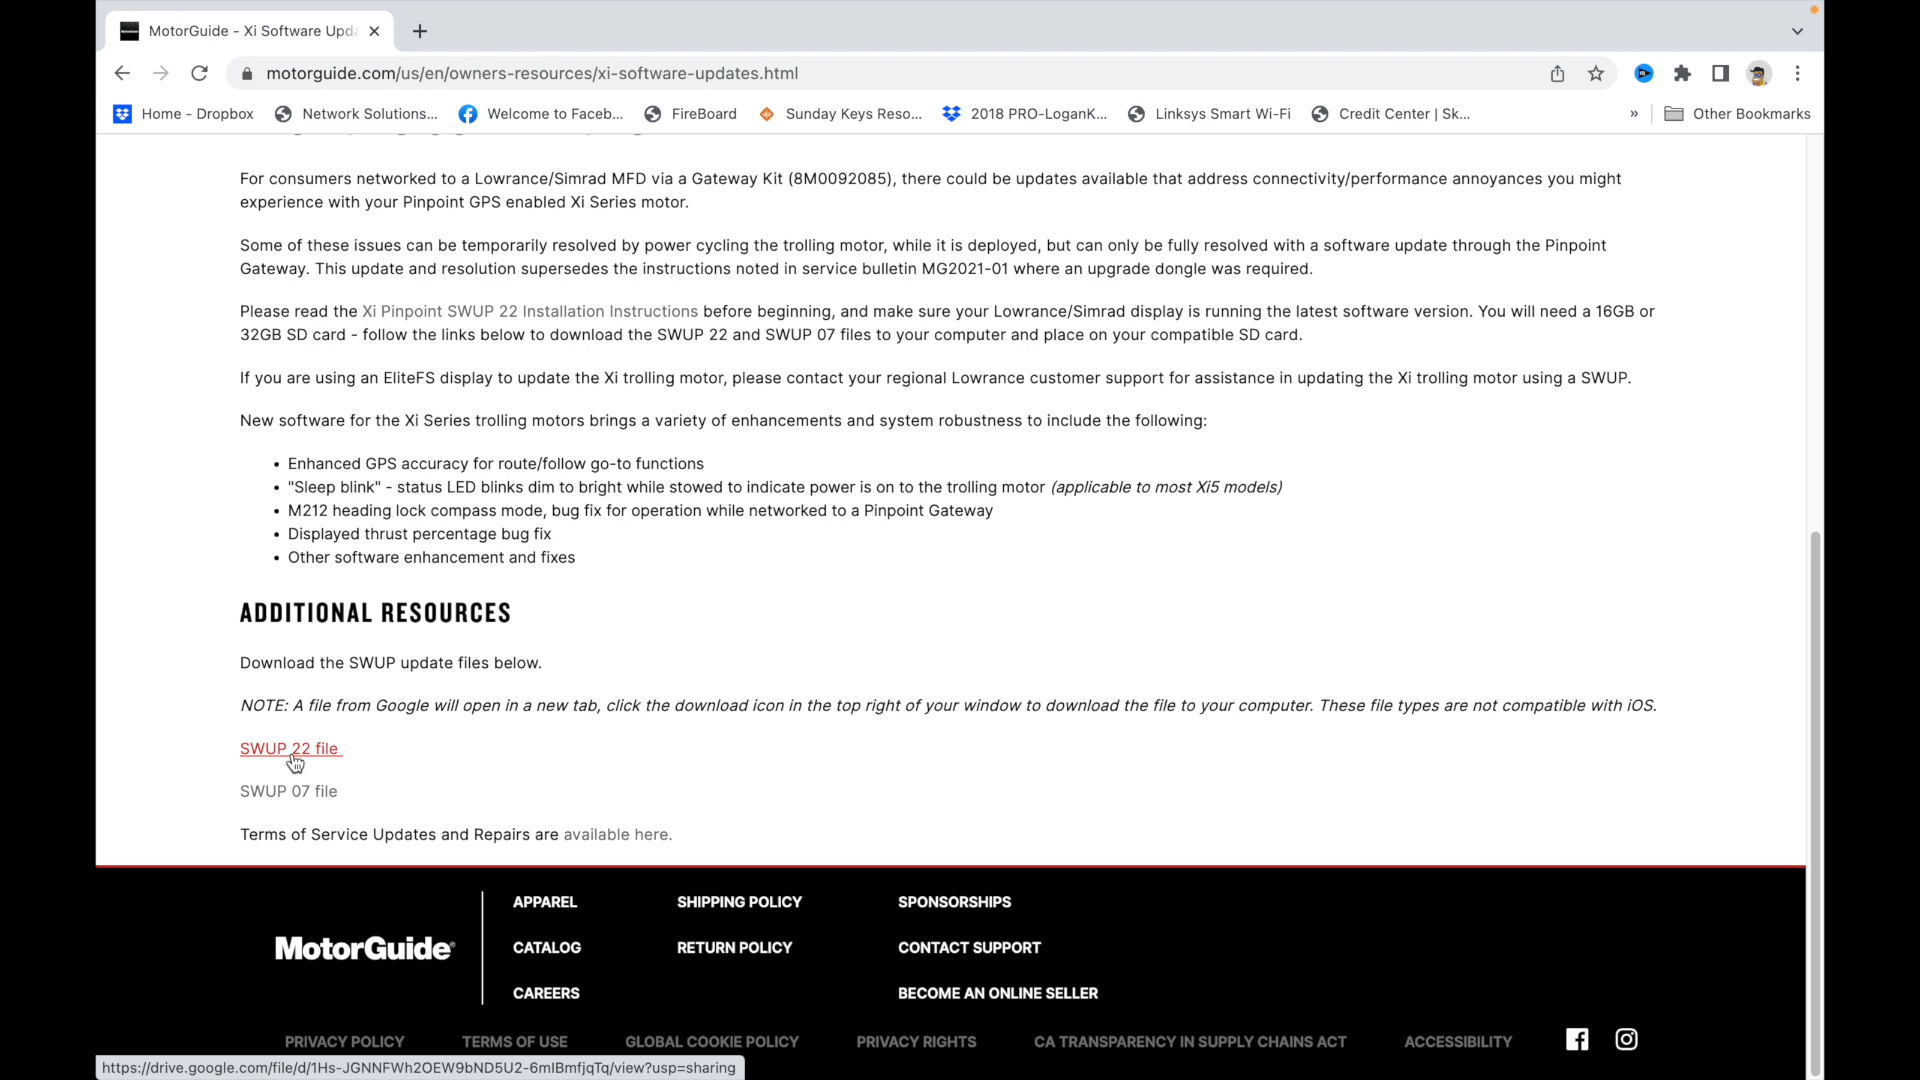 MotorGuide - Xi Software Upda
motorguide.com/us/en/owners-resources/xi-software-updates.html
Home - Dropbox
Network Solutions...
Welcome to Faceb...
FireBoard
Sunday Keys Reso...
2018 PRO-LoganK...
Linksys Smart Wi-Fi
Credit Center | Sk...
»
Other Bookmarks
For consumers networked to a Lowrance/Simrad MFD via a Gateway Kit (8M0092085), there could be updates available that address connectivity/performance annoyances you might
experience with your Pinpoint GPS enabled Xi Series motor.
Some of these issues can be temporarily resolved by power cycling the trolling motor, while it is deployed, but can only be fully resolved with a software update through the Pinpoint
Gateway. This update and resolution supersedes the instructions noted in service bulletin MG2021-01 where an upgrade dongle was required.
Please read the Xi Pinpoint SWUP 22 Installation Instructions before beginning, and make sure your Lowrance/Simrad display is running the latest software version. You will need a 16GB or
32GB SD card - follow the links below to download the SWUP 22 and SWUP 07 files to your computer and place on your compatible SD card.
If you are using an EliteFS display to update the Xi trolling motor, please contact your regional Lowrance customer support for assistance in updating the Xi trolling motor using a SWUP.
New software for the Xi Series trolling motors brings a variety of enhancements and system robustness to include the following:
• Enhanced GPS accuracy for route/follow go-to functions
• "Sleep blink" - status LED blinks dim to bright while stowed to indicate power is on to the trolling motor (applicable to most Xi5 models)
• M212 heading lock compass mode, bug fix for operation while networked to a Pinpoint Gateway
• Displayed thrust percentage bug fix
• Other software enhancement and fixes
ADDITIONAL RESOURCES
Download the SWUP update files below.
NOTE: A file from Google will open in a new tab, click the download icon in the top right of your window to download the file to your computer. These file types are not compatible with iOS.
SWUP 22 file
SWUP 07 file
Terms of Service Updates and Repairs are available here.
MotorGuide
APPAREL
CATALOG
CAREERS
SHIPPING POLICY
RETURN POLICY
SPONSORSHIPS
CONTACT SUPPORT
BECOME AN ONLINE SELLER
PRIVACY POLICY
TERMS OF USE
GLOBAL COOKIE POLICY
PRIVACY RIGHTS
CA TRANSPARENCY IN SUPPLY CHAINS ACT
ACCESSIBILITY
https://drive.google.com/file/d/1Hs-JGNNFWh2OEW9bND5U2-6mIBmfjqTq/view?usp=sharing